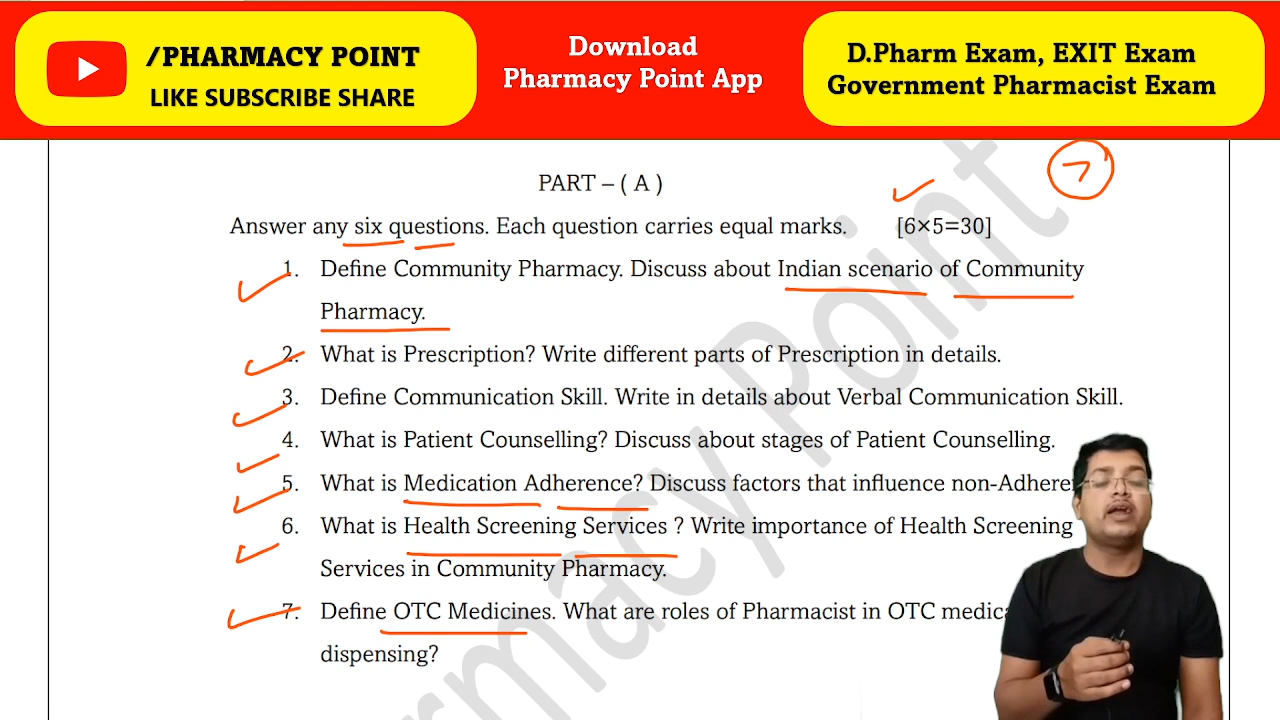 /PHARMACY POINT
LIKE SUBSCRIBE SHARE
Download
Pharmacy Point App
D.Pharm Exam, EXIT Exam
Government Pharmacist Exam
7
PART – ( A )
Answer any six questions. Each question carries equal marks. [6×5=30]
1. Define Community Pharmacy. Discuss about Indian scenario of Community
Pharmacy.
2. What is Prescription? Write different parts of Prescription in details.
3. Define Communication Skill. Write in details about Verbal Communication Skill.
4. What is Patient Counselling? Discuss about stages of Patient Counselling.
5. What is Medication Adherence? Discuss factors that influence
6. What is Health Screening Services ? Write importance of Health Screening
Services in Community Pharmacy.
7. Define OTC Medicines. What are roles of Pharmacist in OTC
dispensing?